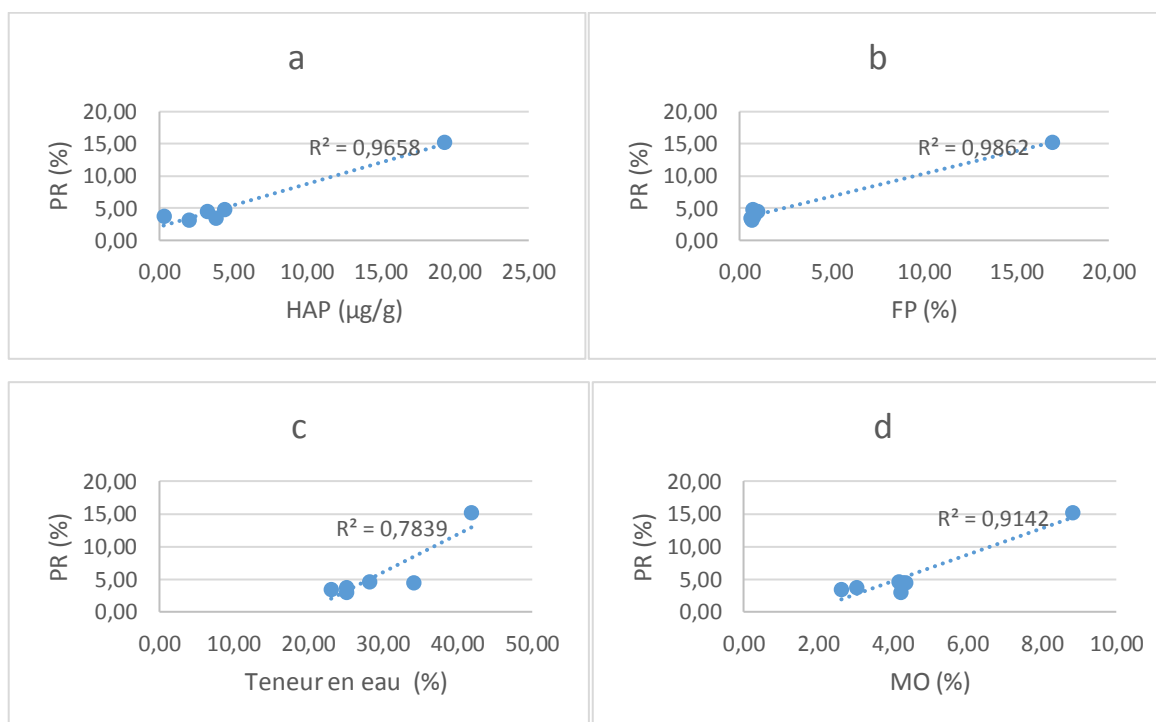 a
20,00
15,00
10,00
5,00
0,00
PR (%)
R² = 0,9658
0,00 5,00 10,00 15,00 20,00 25,00
HAP (µg/g)
b
20,00
15,00
10,00
5,00
0,00
PR (%)
R² = 0,9862
0,00 5,00 10,00 15,00 20,00
FP (%)
c
20,00
15,00
10,00
5,00
0,00
PR (%)
R² = 0,7839
0,00 10,00 20,00 30,00 40,00 50,00
Teneur en eau (%)
d
20,00
15,00
10,00
5,00
0,00
PR (%)
R² = 0,9142
0,00 2,00 4,00 6,00 8,00 10,00
MO (%)